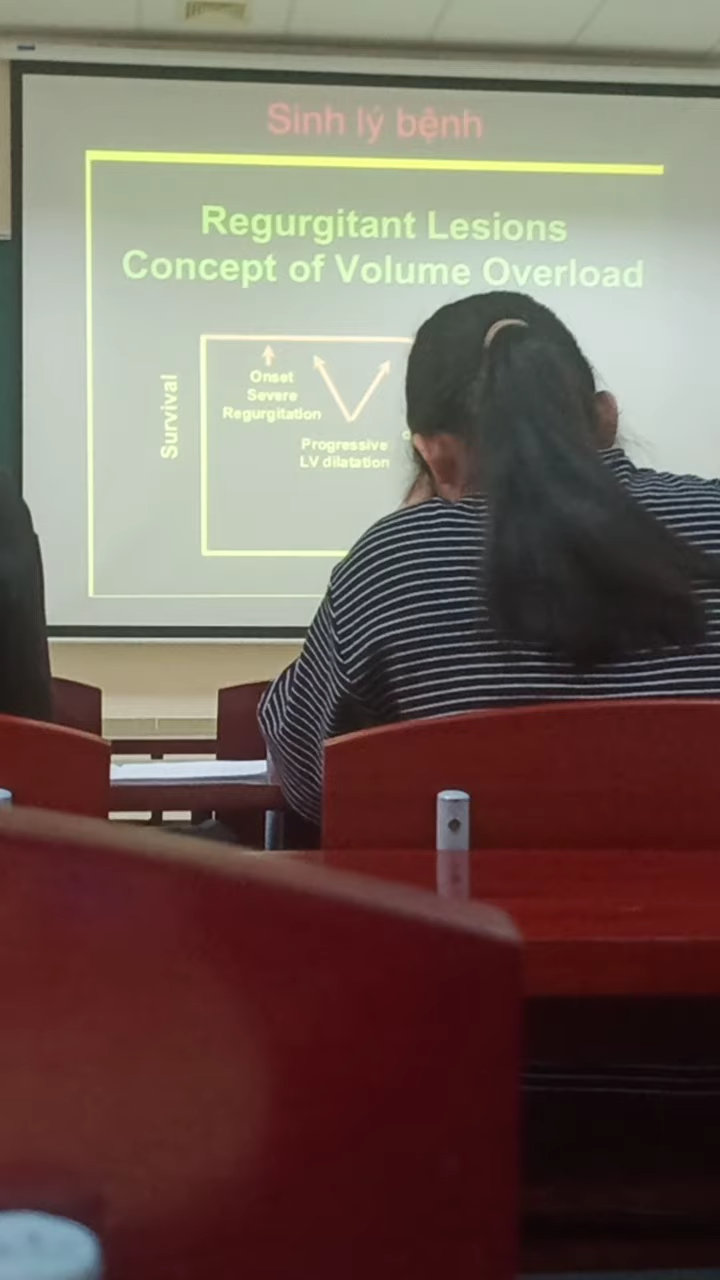 Sinh lý bệnh
Regurgitant Lesions
Concept of Volume Overload
Survival
Onset
Severe
Regurgitation
Progressive
LV dilatation